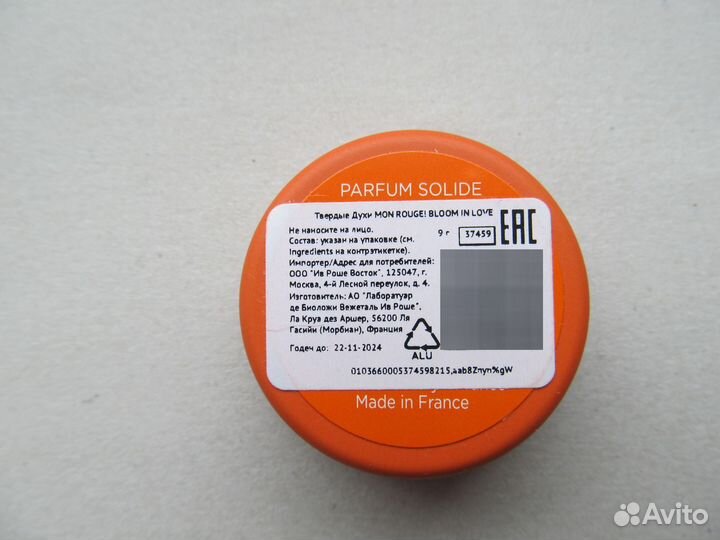 PARFUM SOLIDE
Твердые Духи MON ROUGE! BLOOM IN LOVE
Не наносите на лицо. 9 г 37459 EAC
Состав: указан на упаковке (см.
Ingredients на контрэтикетке).
Импортер/Адрес для потребителей:
ООО "Ив Роше Восток", 125047, г.
Москва, 4-й Лесной переулок, д. 4.
Изготовитель: АО "Лаборатуар
де Биоложи Вежеталь Ив Роше",
Ла Круа дез Аршер, 56200 Ля
Гасийи (Морбиан), Франция
ALU
Годен до: 22-11-2024
0103660005374598215,aab8Znyn%gW
Made in France
Avito